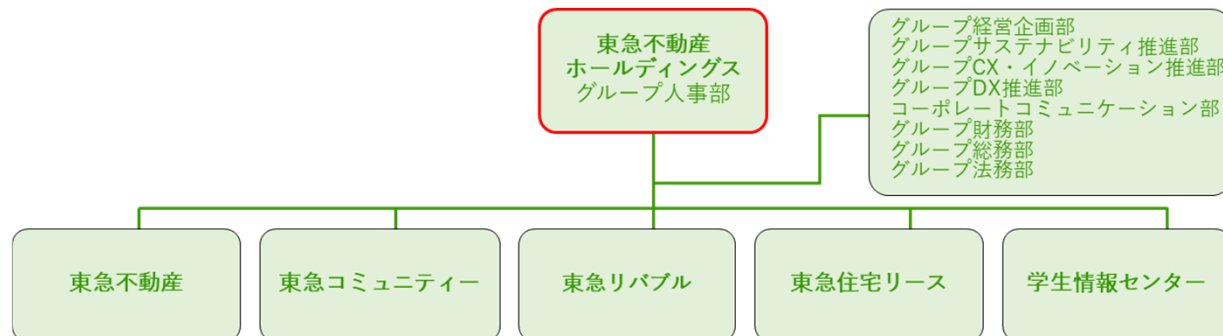 東急不動産
ホールディングス
グループ人事部
グループ経営企画部
グループサステナビリティ推進部
グループCX・イノベーション推進部
グループDX推進部
コーポレートコミュニケーション部
グループ財務部
グループ総務部
グループ法務部
東急不動産
東急コミュニティー
東急リバブル
東急住宅リース
学生情報センター